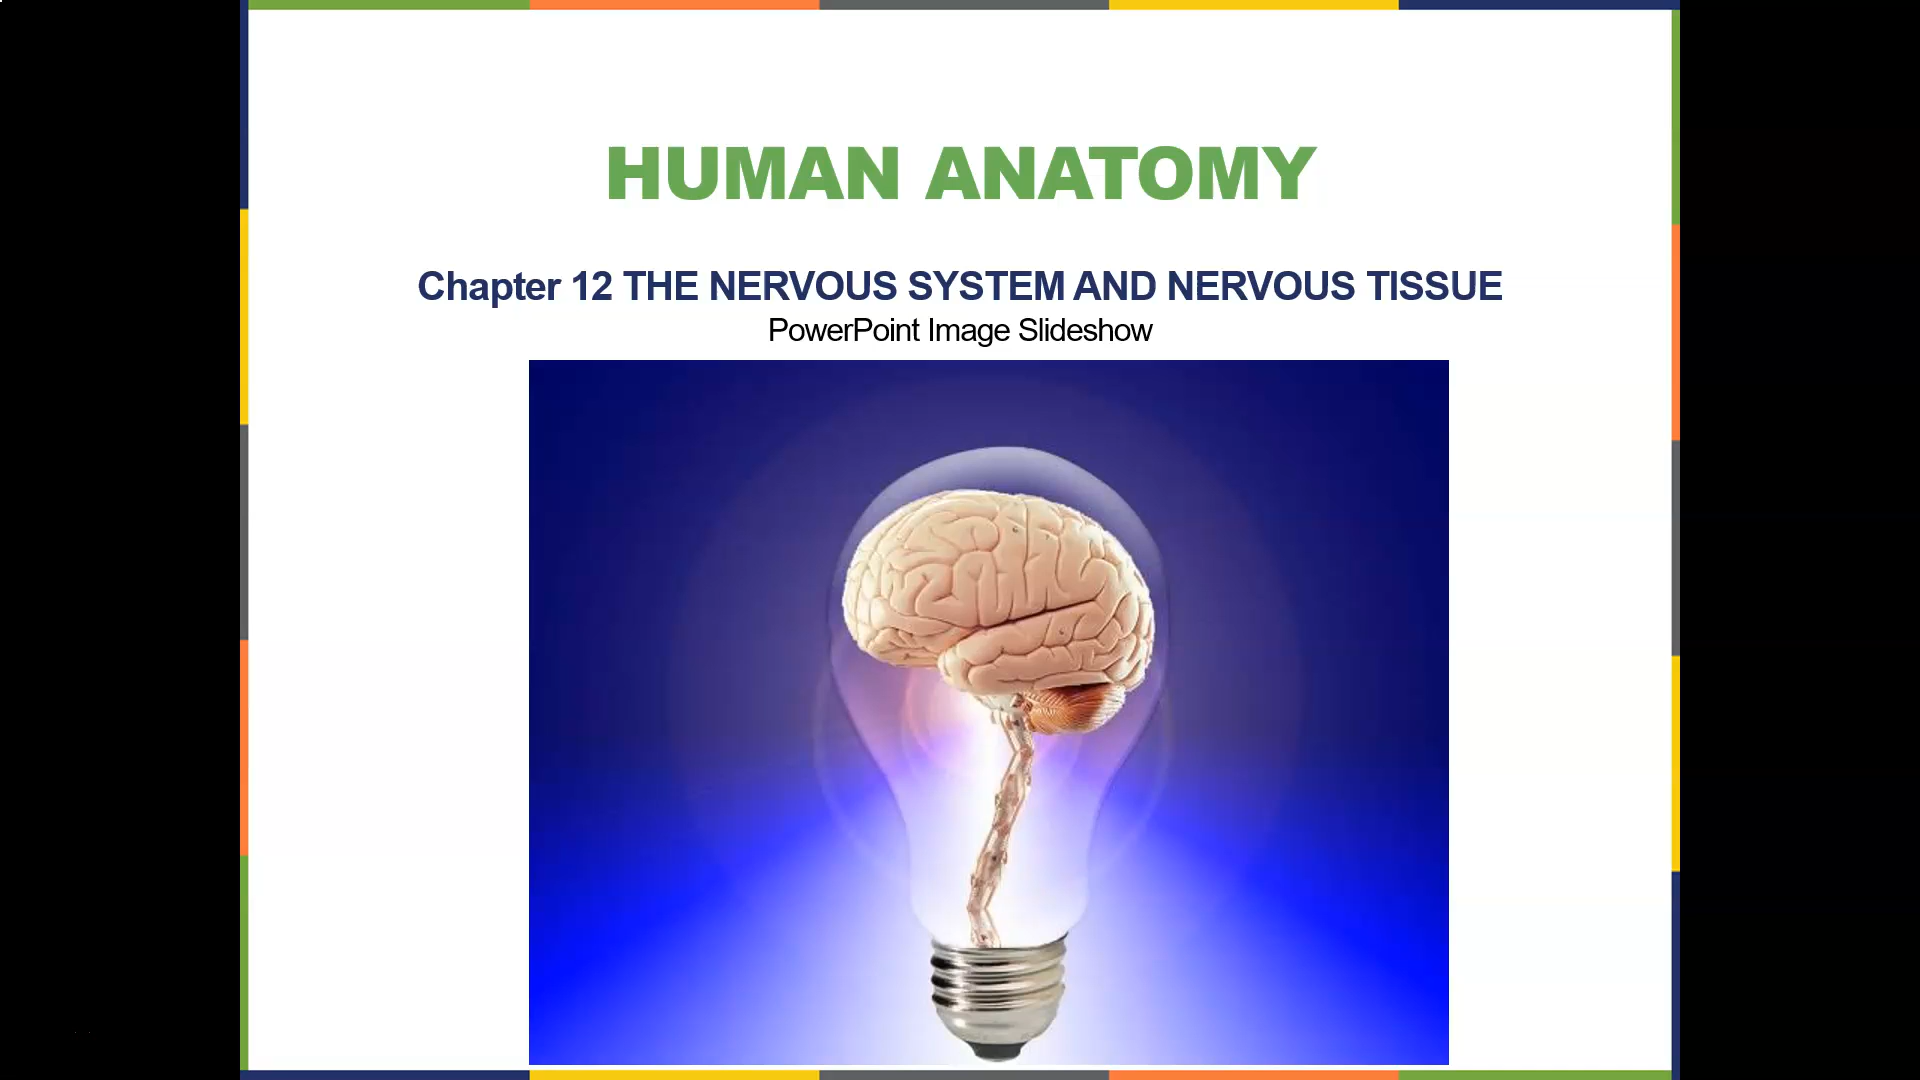 HUMAN ANATOMY
Chapter 12 THE NERVOUS SYSTEM AND NERVOUS TISSUE
PowerPoint Image Slideshow